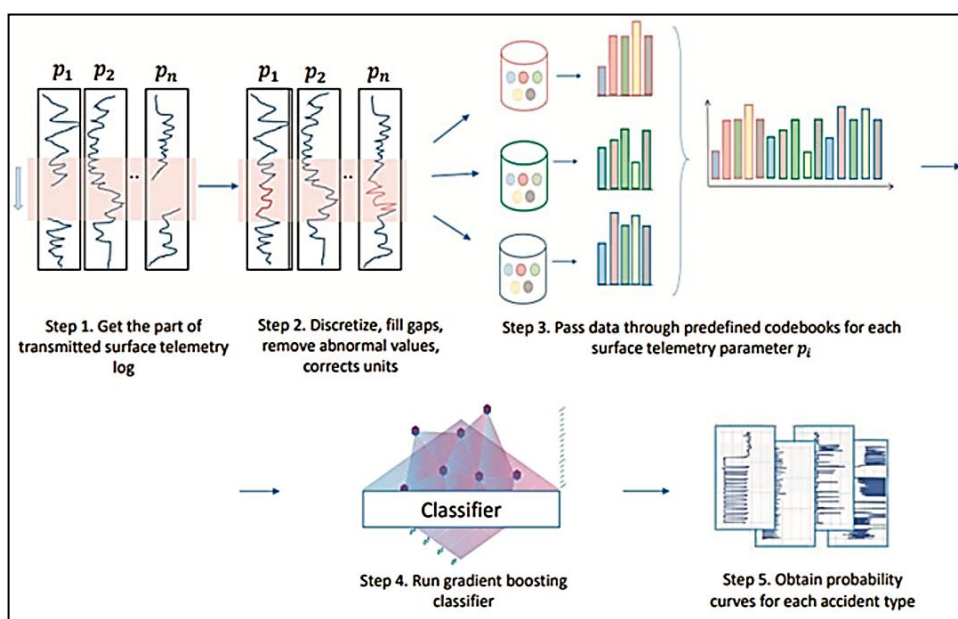 p₁ p₂ pₙ p₁ p₂ pₙ
.. ..
Step 1. Get the part of
transmitted surface telemetry
log
Step 2. Discretize, fill gaps,
remove abnormal values,
corrects units
Step 3. Pass data through predefined codebooks for each
surface telemetry parameter pᵢ
Classifier
Step 4. Run gradient boosting
classifier
Step 5. Obtain probability
curves for each accident type